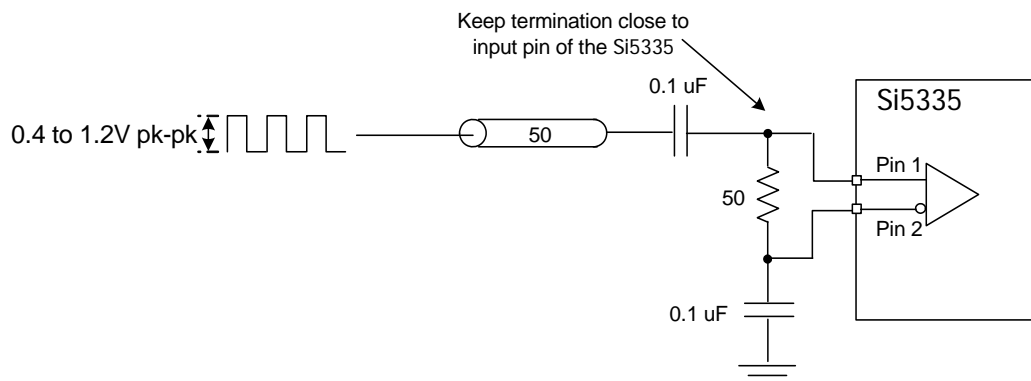 Keep termination close to
input pin of the Si5335
0.1 uF
Si5335
0.4 to 1.2V pk-pk
50
Pin 1
50
Pin 2
0.1 uF